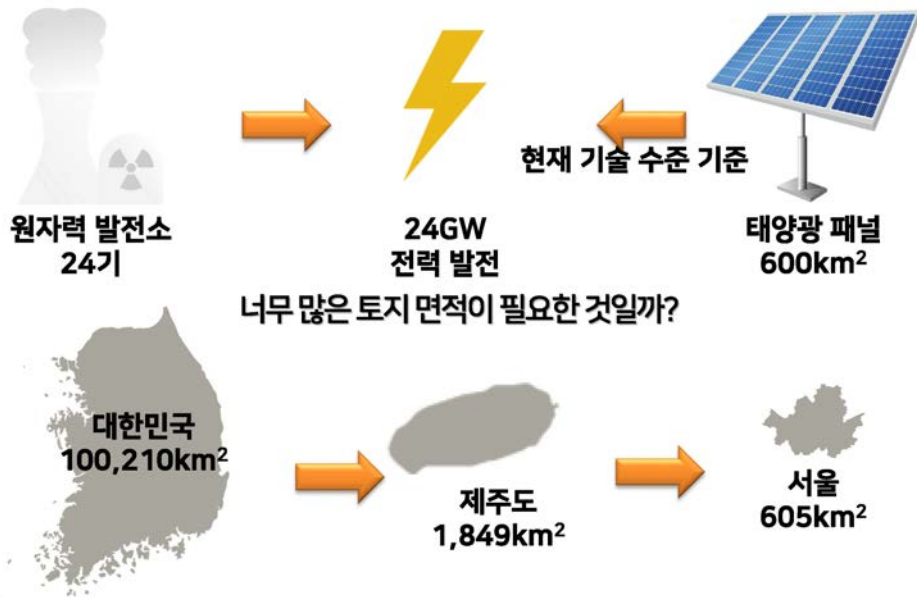 현재 기술 수준 기준
원자력 발전소
24기
24GW
전력 발전
태양광 패널
600km²
너무 많은 토지 면적이 필요한 것일까?
대한민국
100,210km²
제주도
1,849km²
서울
605km²